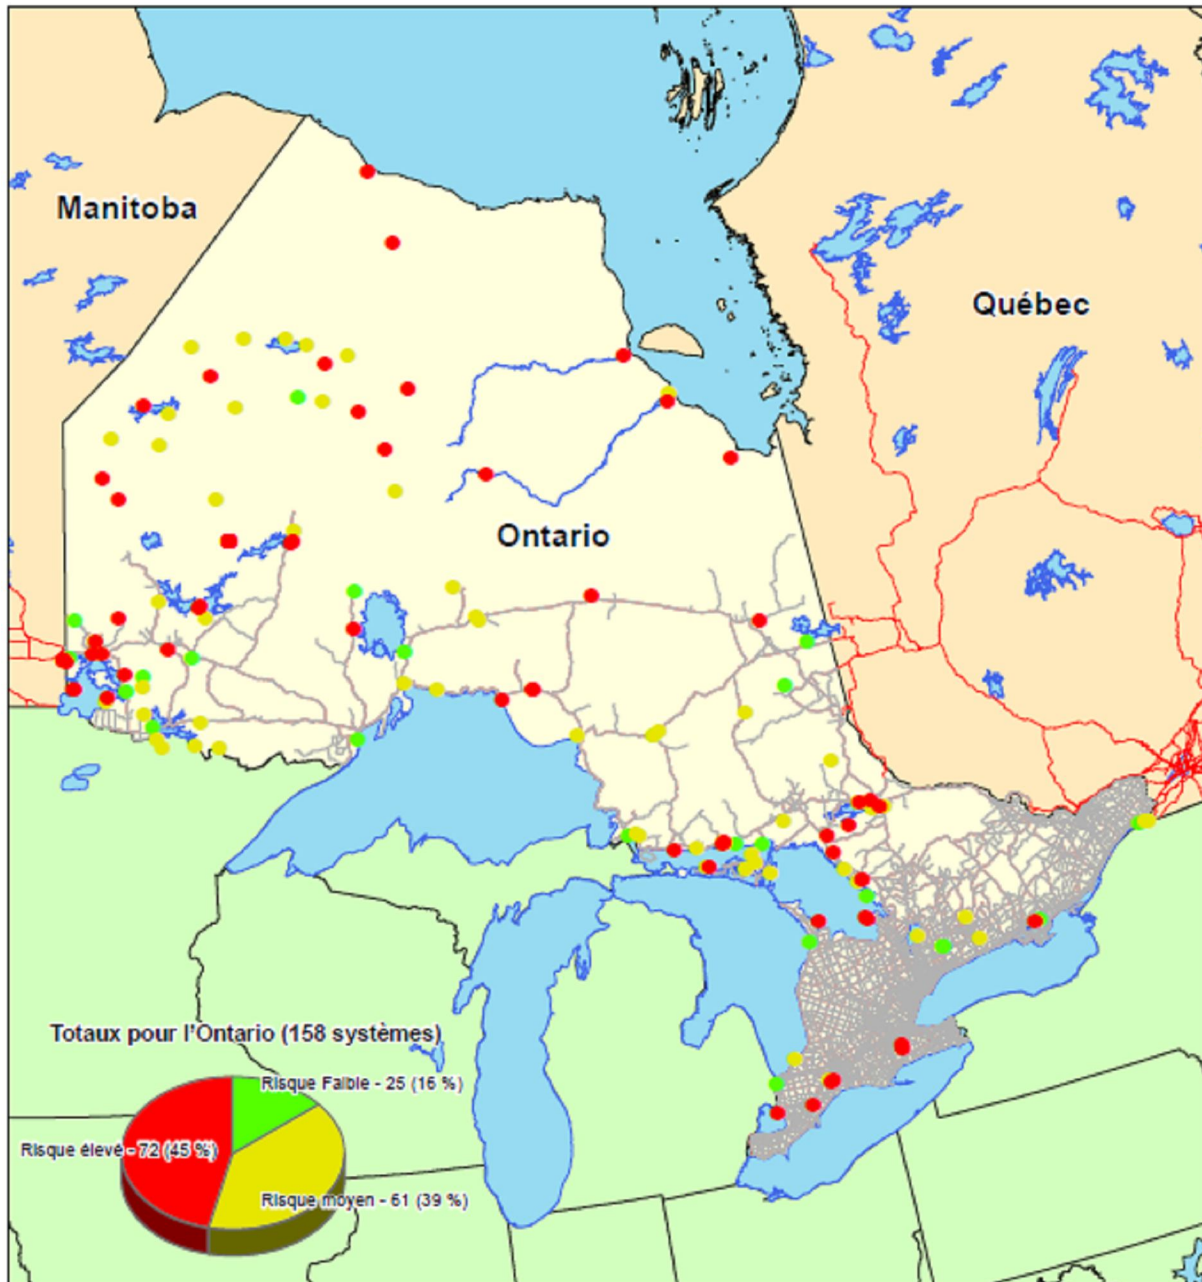 Manitoba
Québec
Ontario
Totaux pour l'Ontario (158 systèmes)
Risque Faible - 25 (16 %)
Risque élevé - 72 (45 %)
Risque moyen - 61 (39 %)